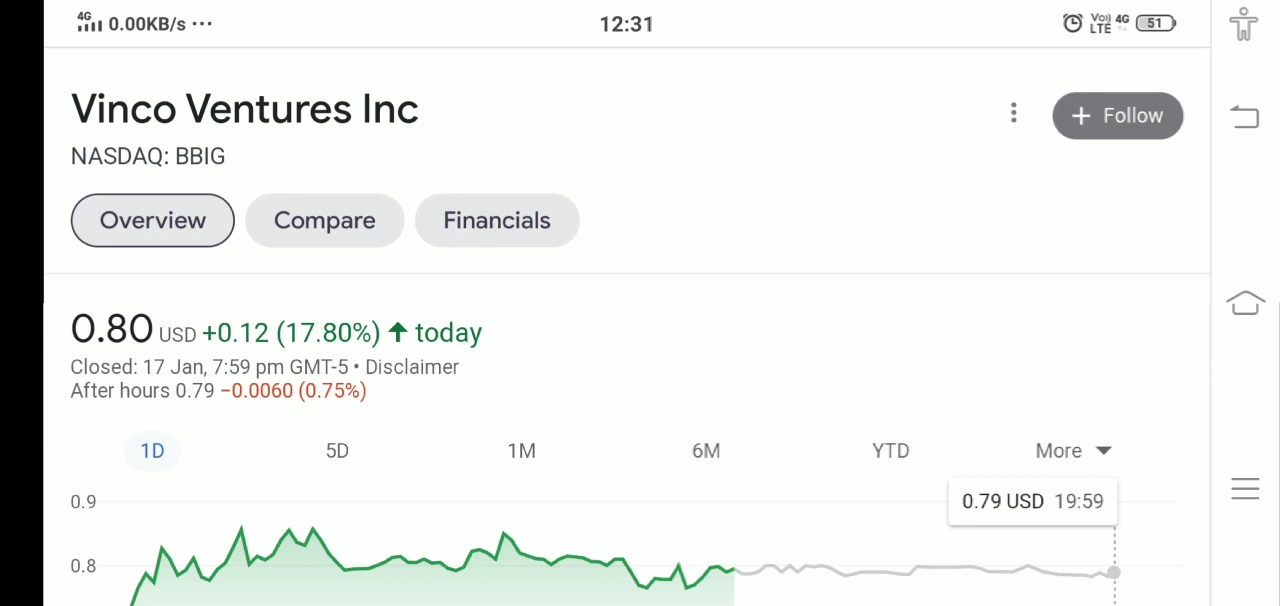 4G 0.00KB/s ... 12:31 Vo) LTE 4G 51
Vinco Ventures Inc
+ Follow
NASDAQ: BBIG
Overview Compare Financials
0.80 USD +0.12 (17.80%) ↑ today
Closed: 17 Jan, 7:59 pm GMT-5 • Disclaimer
After hours 0.79 −0.0060 (0.75%)
1D 5D 1M 6M YTD More
0.79 USD 19:59
0.9
0.8